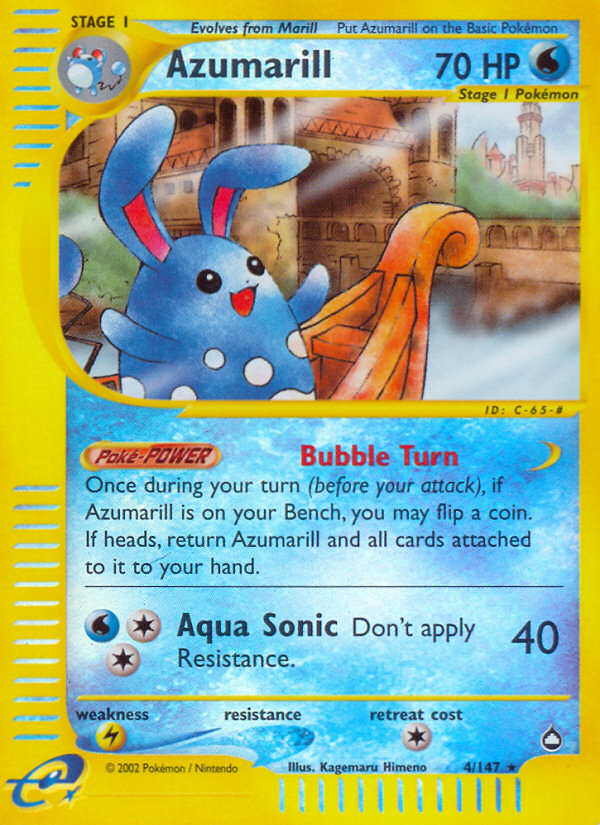 STAGE 1
Evolves from Marill Put Azumarill on the Basic Pokémon
Azumarill 70 HP
Stage 1 Pokémon
ID: C-65-#
Poké-POWER Bubble Turn
Once during your turn (before your attack), if
Azumarill is on your Bench, you may flip a coin.
If heads, return Azumarill and all cards attached
to it to your hand.
Aqua Sonic Don't apply 40
Resistance.
weakness resistance retreat cost
© 2002 Pokémon / Nintendo Illus. Kagemaru Himeno 4/147 ★
e